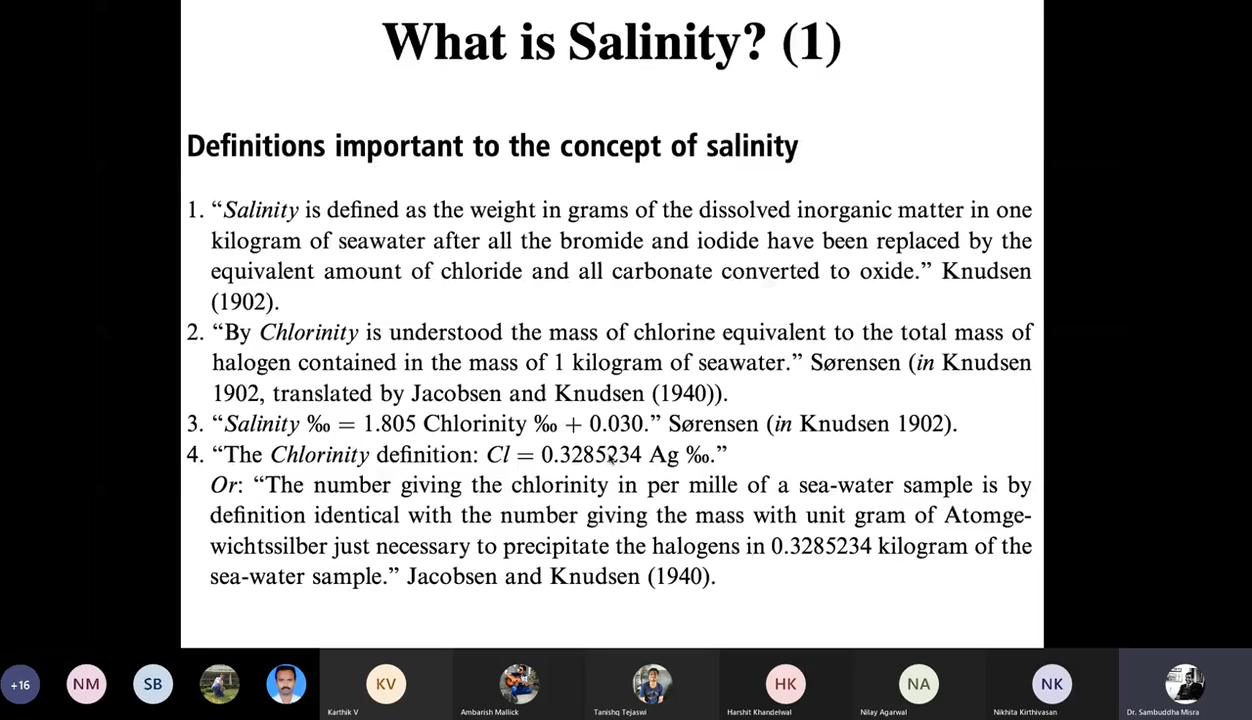 What is Salinity? (1)
Definitions important to the concept of salinity
1. “Salinity is defined as the weight in grams of the dissolved inorganic matter in one
kilogram of seawater after all the bromide and iodide have been replaced by the
equivalent amount of chloride and all carbonate converted to oxide.” Knudsen
(1902).
2. “By Chlorinity is understood the mass of chlorine equivalent to the total mass of
halogen contained in the mass of 1 kilogram of seawater.” Sørensen (in Knudsen
1902, translated by Jacobsen and Knudsen (1940)).
3. “Salinity ‰ = 1.805 Chlorinity ‰ + 0.030.” Sørensen (in Knudsen 1902).
4. “The Chlorinity definition: Cl = 0.3285234 Ag ‰.”
Or: “The number giving the chlorinity in per mille of a sea-water sample is by
definition identical with the number giving the mass with unit gram of Atomge-
wichtssilber just necessary to precipitate the halogens in 0.3285234 kilogram of the
sea-water sample.” Jacobsen and Knudsen (1940).
+16 NM SB KV HK NA NK
Karthik V Ambarish Mallick Tanishq Tejaswi Harshit Khandelwal Nilay Agarwal Nikhita Kirthivasan Dr. Sambuddha Misra